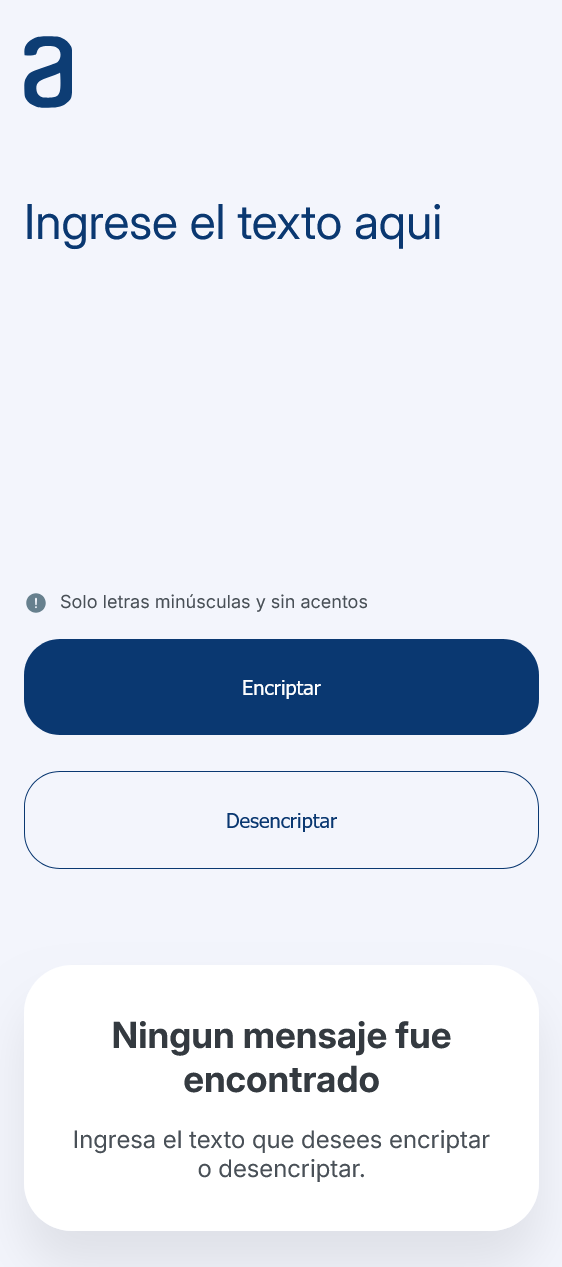 a
Ingrese el texto aqui
Solo letras minúsculas y sin acentos
Encriptar
Desencriptar
Ningun mensaje fue
encontrado
Ingresa el texto que desees encriptar
o desencriptar.